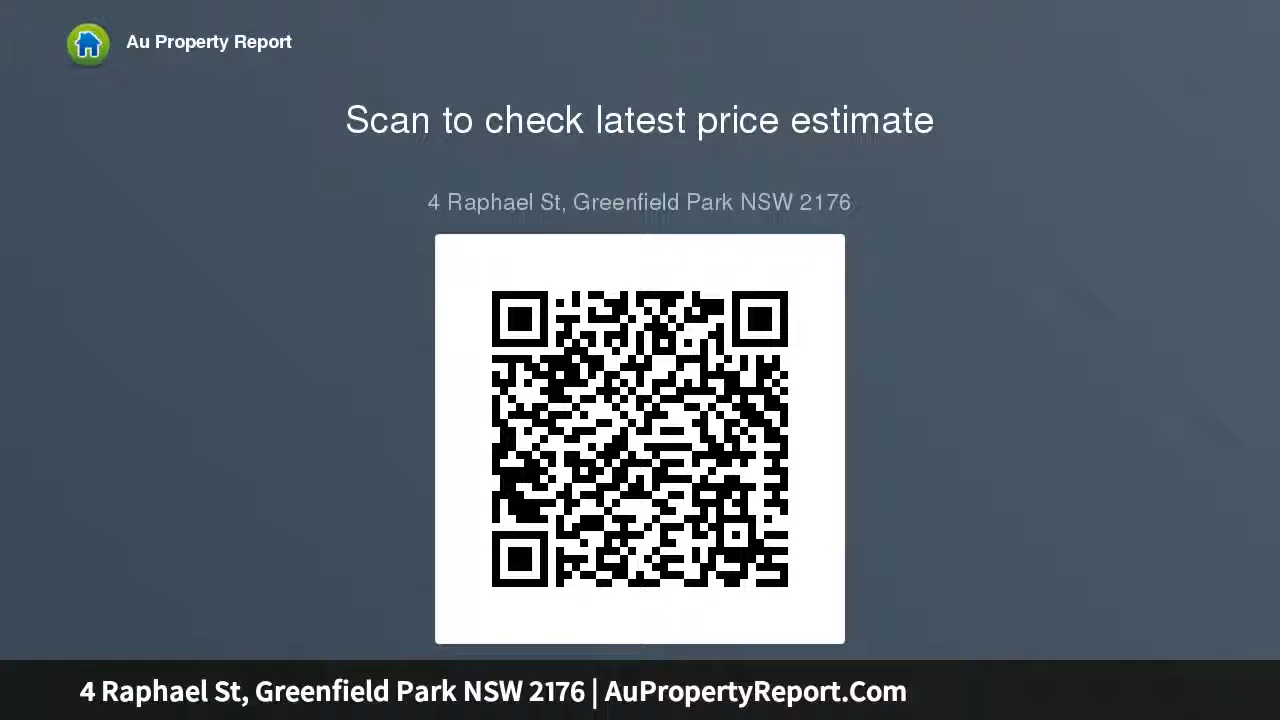 Au Property Report
Scan to check latest price estimate
4 Raphael St, Greenfield Park NSW 2176
4 Raphael St, Greenfield Park NSW 2176 | AuPropertyReport.Com